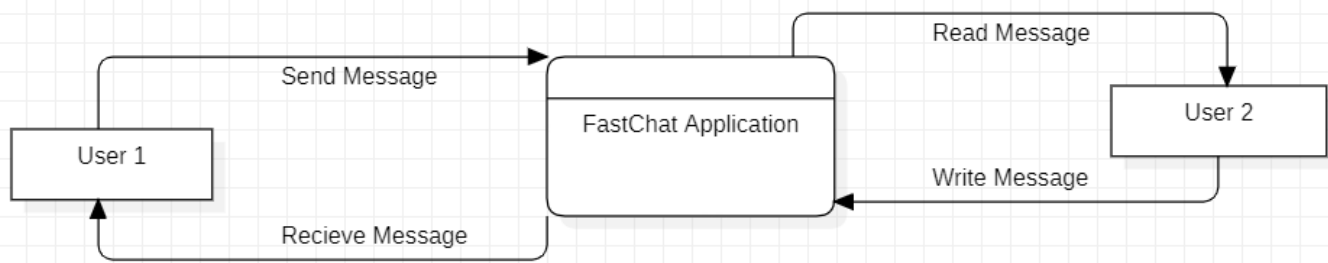 Read Message
Send Message
FastChat Application
User 2
User 1
Write Message
Recieve Message